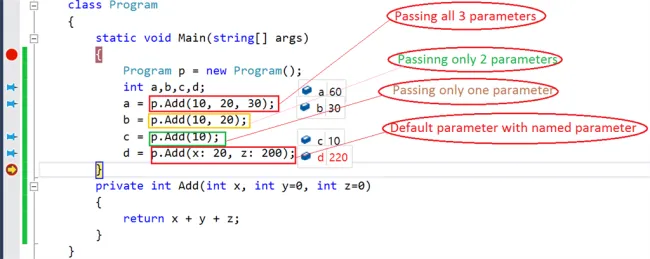 class Program
Passing all 3 parameters
{
static void Main(string[] args)
{
Passinng only 2 parameters
Program p = new Program();
int a,b,c,d;
a 60
Passing only one parameter
a = p.Add(10, 20, 30);
b 30
b = p.Add(10, 20);
Default parameter with named parameter
c = p.Add(10);
c 10
d = p.Add(x: 20, z: 200);
d 220
}
private int Add(int x, int y=0, int z=0)
{
return x + y + z;
}
}